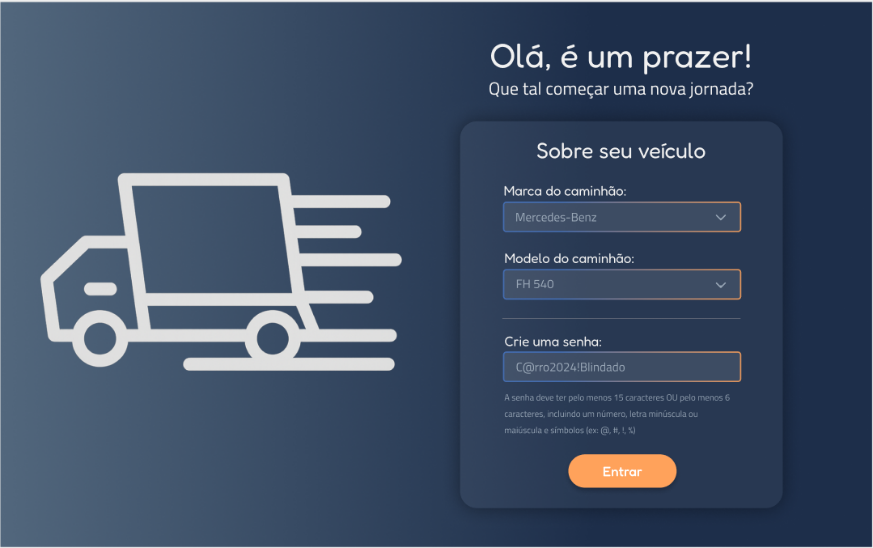 Olá, é um prazer!
Que tal começar uma nova jornada?
Sobre seu veículo
Marca do caminhão:
Mercedes-Benz
Modelo do caminhão:
FH 540
Crie uma senha:
C@rro2024!Blindado
A senha deve ter pelo menos 15 caracteres OU pelo menos 6
caracteres, incluindo um número, letra minúscula ou
maiúscula e símbolos (ex: @, #, !, %)
Entrar